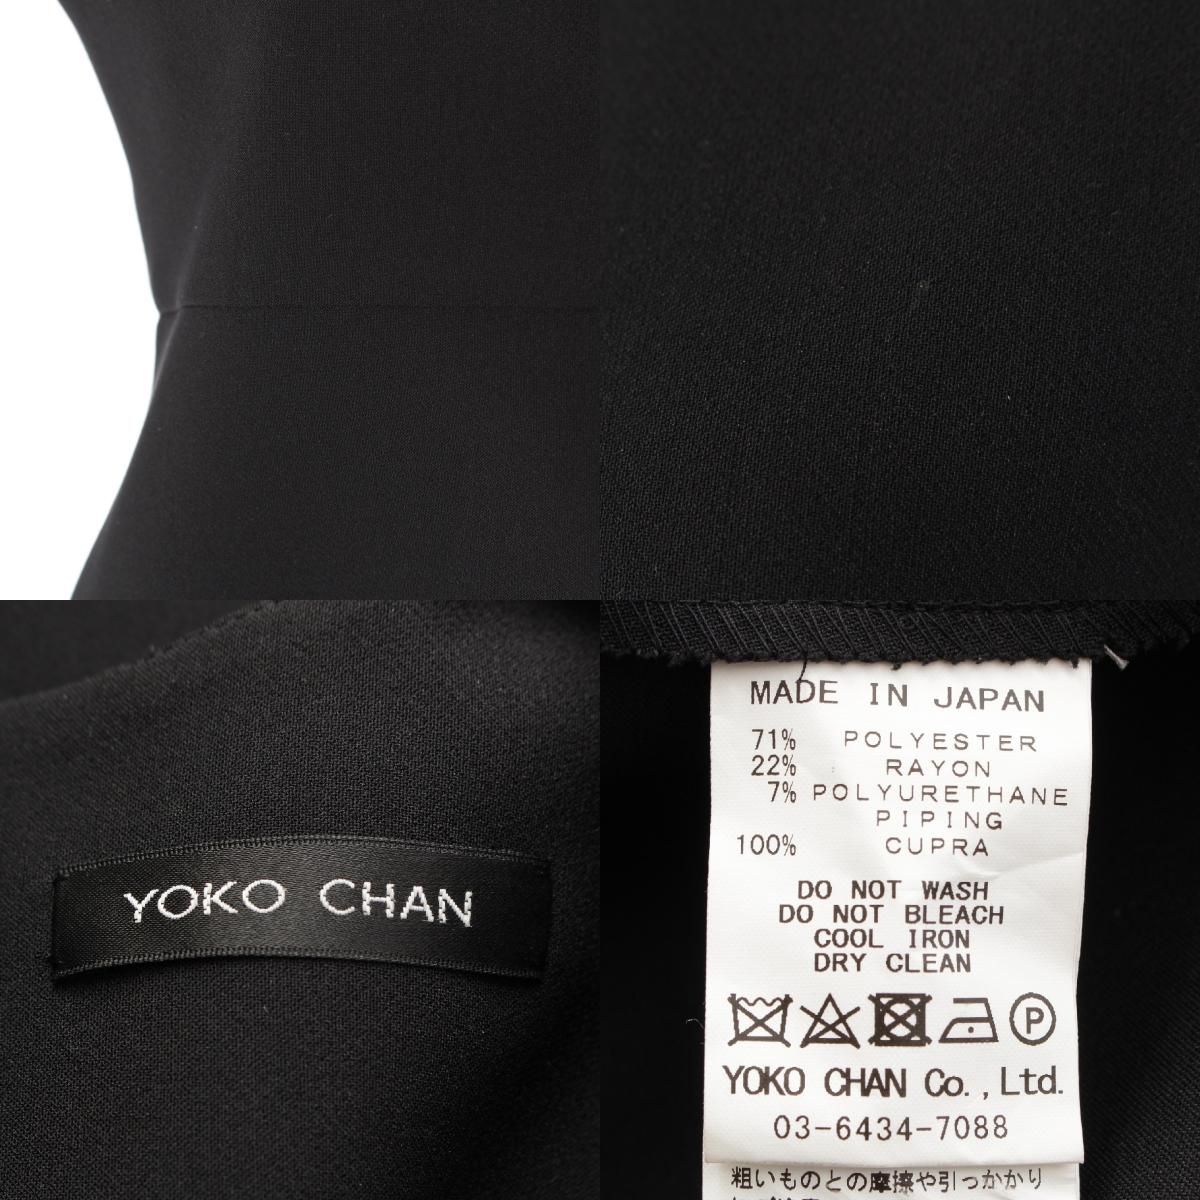 YOKO CHAN
MADE IN JAPAN
71% POLYESTER
22% RAYON
7% POLYURETHANE
PIPING
100% CUPRA
DO NOT WASH
DO NOT BLEACH
COOL IRON
DRY CLEAN
P
YOKO CHAN Co., Ltd.
03-6434-7088
粗いものとの摩擦や引っかかり